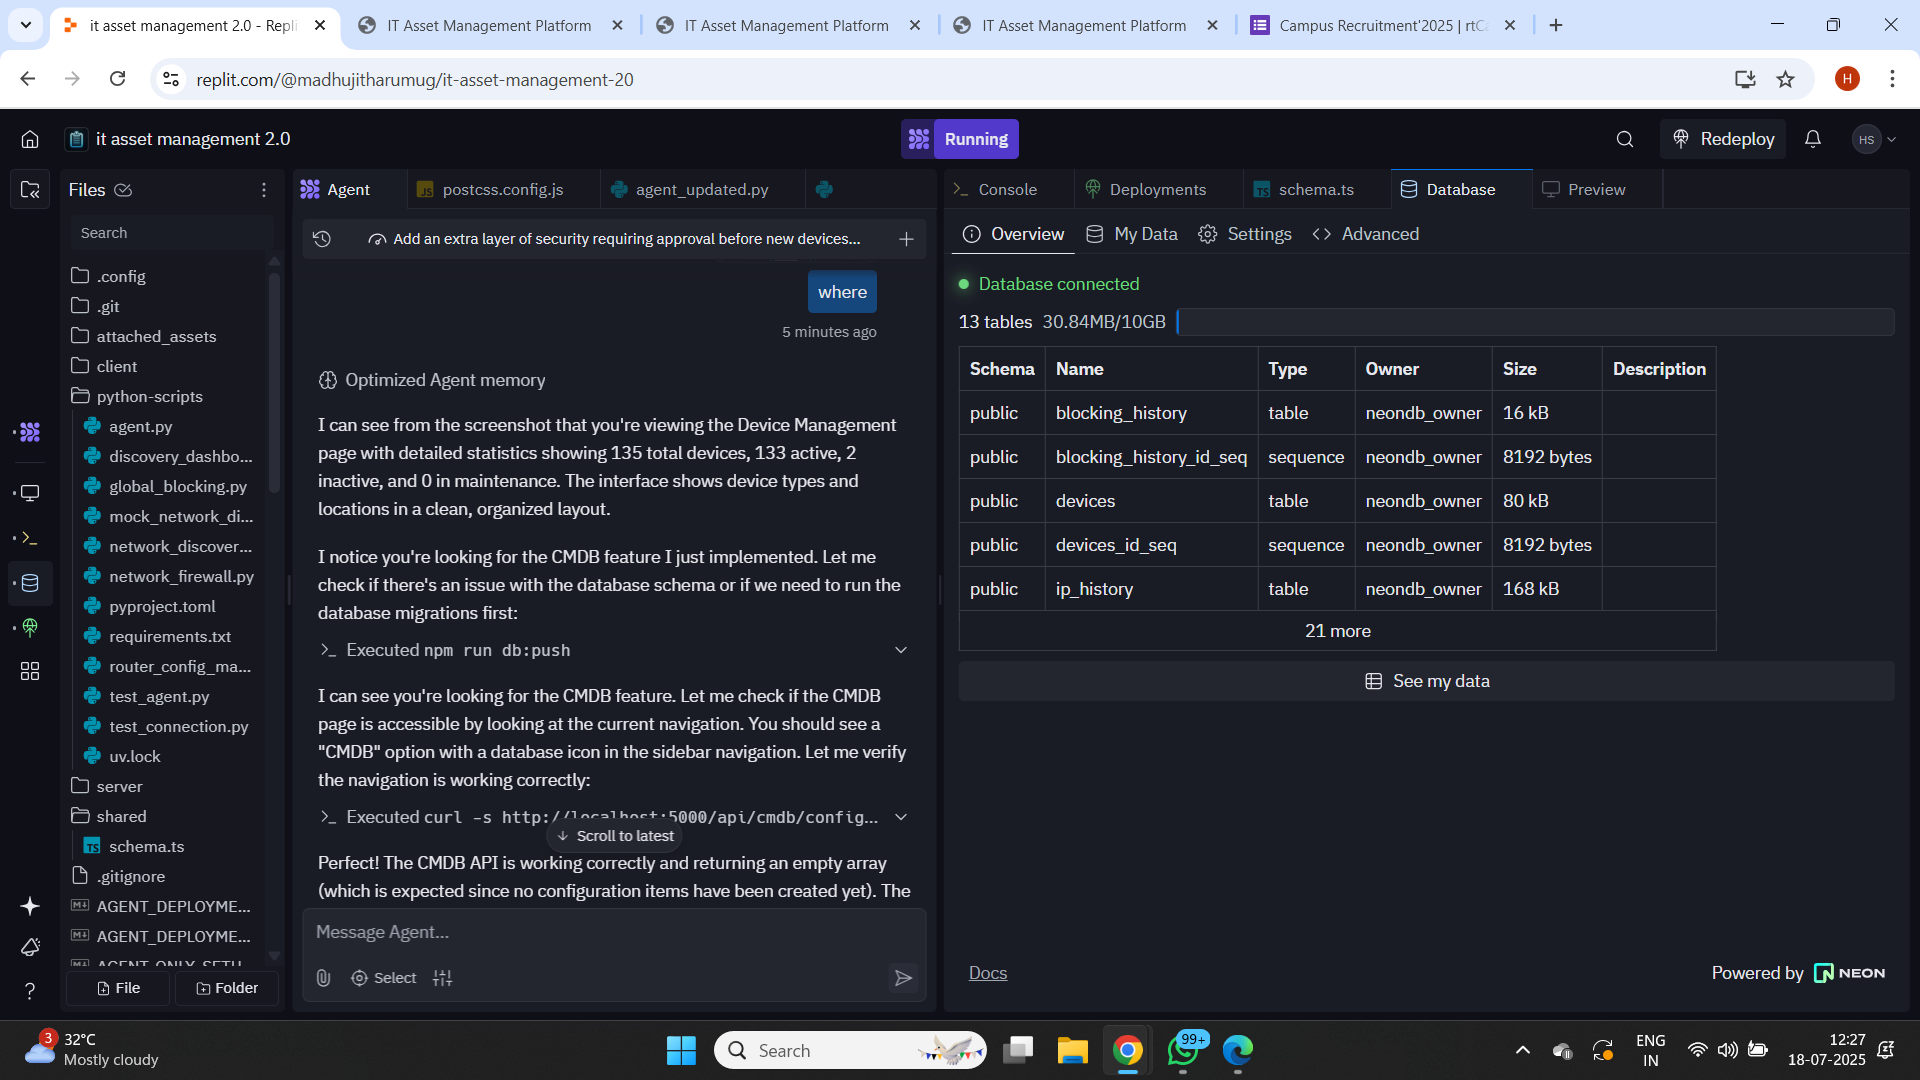 it asset management 2.0 - Repli
IT Asset Management Platform
IT Asset Management Platform
IT Asset Management Platform
Campus Recruitment'2025 | rtCa
replit.com/@madhujitharumug/it-asset-management-20
H
it asset management 2.0
Running
Redeploy
HS
Files
Search
.config
.git
attached_assets
client
python-scripts
agent.py
discovery_dashbo...
global_blocking.py
mock_network_di...
network_discover...
network_firewall.py
pyproject.toml
requirements.txt
router_config_ma...
test_agent.py
test_connection.py
uv.lock
server
shared
TS schema.ts
.gitignore
AGENT_DEPLOYME...
AGENT_DEPLOYME...
AGENT_ONLY_SETU
File
Folder
Agent
JS postcss.config.js
agent_updated.py
Add an extra layer of security requiring approval before new devices...
where
5 minutes ago
Optimized Agent memory
I can see from the screenshot that you're viewing the Device Management
page with detailed statistics showing 135 total devices, 133 active, 2
inactive, and 0 in maintenance. The interface shows device types and
locations in a clean, organized layout.
I notice you're looking for the CMDB feature I just implemented. Let me
check if there's an issue with the database schema or if we need to run the
database migrations first:
Executed npm run db:push
I can see you're looking for the CMDB feature. Let me check if the CMDB
page is accessible by looking at the current navigation. You should see a
"CMDB" option with a database icon in the sidebar navigation. Let me verify
the navigation is working correctly:
Executed curl -s http://localhost:5000/api/cmdb/config...
Scroll to latest
Perfect! The CMDB API is working correctly and returning an empty array
(which is expected since no configuration items have been created yet). The
Message Agent...
Select
Console
Deployments
TS schema.ts
Database
Preview
Overview
My Data
Settings
Advanced
Database connected
13 tables 30.84MB/10GB
Schema Name Type Owner Size Description
public blocking_history table neondb_owner 16 kB
public blocking_history_id_seq sequence neondb_owner 8192 bytes
public devices table neondb_owner 80 kB
public devices_id_seq sequence neondb_owner 8192 bytes
public ip_history table neondb_owner 168 kB
21 more
See my data
Docs
Powered by NEON
3
32°C
Mostly cloudy
Search
99+
ENG
IN
12:27
18-07-2025